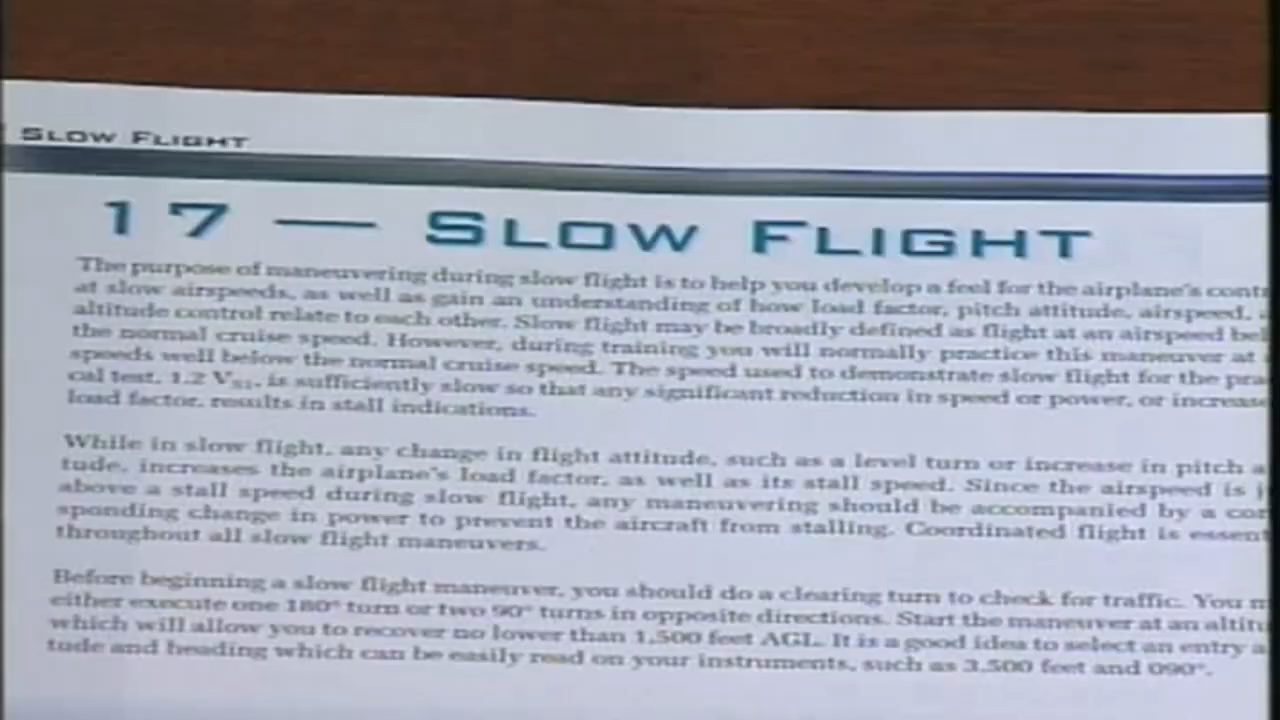 SLOW FLIGHT
17 — SLOW FLIGHT
The purpose of maneuvering during slow flight is to help you develop a feel for the airplane's
at slow airspeeds, as well as gain an understanding of how load factor, pitch attitude, airspeed,
altitude control relate to each other. Slow flight may be broadly defined as flight at an airspeed
the normal cruise speed. However, during training you will normally practice this maneuver at
speeds well below the normal cruise speed. The speed used to demonstrate slow flight for the
cal test, 1.2 VS1, is sufficiently slow so that any significant reduction in speed or power, or increase
load factor, results in stall indications.
While in slow flight, any change in flight attitude, such as a level turn or increase in pitch
tude, increases the airplane's load factor, as well as its stall speed. Since the airspeed is
above a stall speed during slow flight, any maneuvering should be accompanied by a
sponding change in power to prevent the aircraft from stalling. Coordinated flight is
throughout all slow flight maneuvers.
Before beginning a slow flight maneuver, you should do a clearing turn to check for traffic. You
either execute one 180° turn or two 90° turns in opposite directions. Start the maneuver at an
which will allow you to recover no lower than 1,500 feet AGL. It is a good idea to select an entry
tude and heading which can be easily read on your instruments, such as 3,500 feet and 090°.